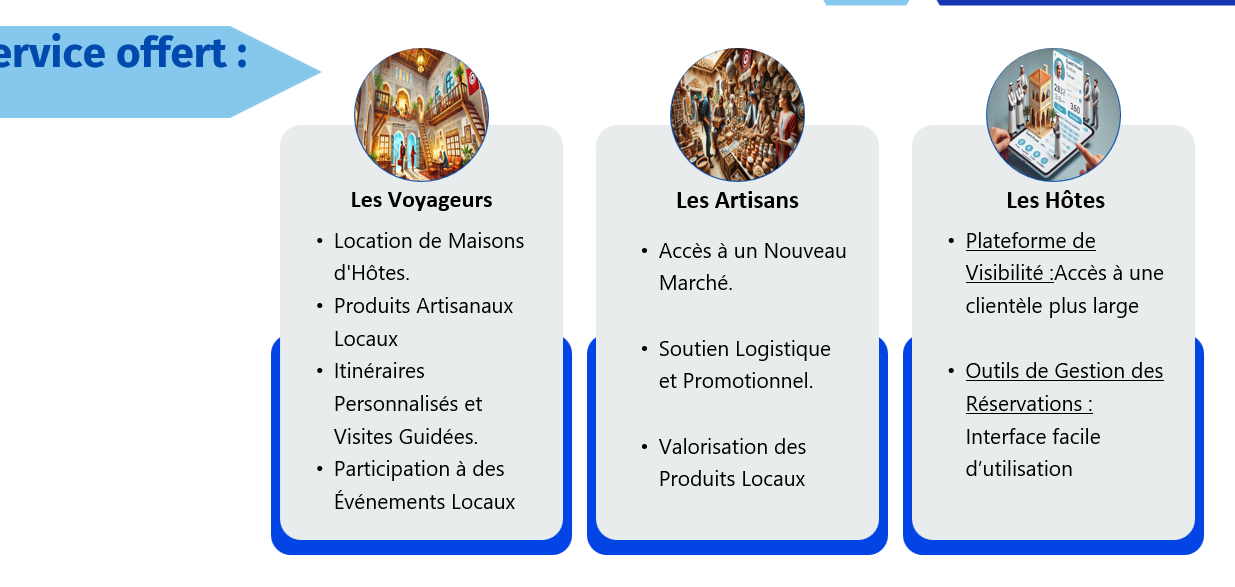 ervice offert :
Les Voyageurs
• Location de Maisons
d'Hôtes.
• Produits Artisanaux
Locaux
• Itinéraires
Personnalisés et
Visites Guidées.
• Participation à des
Événements Locaux
Les Artisans
• Accès à un Nouveau
Marché.
• Soutien Logistique
et Promotionnel.
• Valorisation des
Produits Locaux
Les Hôtes
• Plateforme de
Visibilité :Accès à une
clientèle plus large
• Outils de Gestion des
Réservations :
Interface facile
d’utilisation